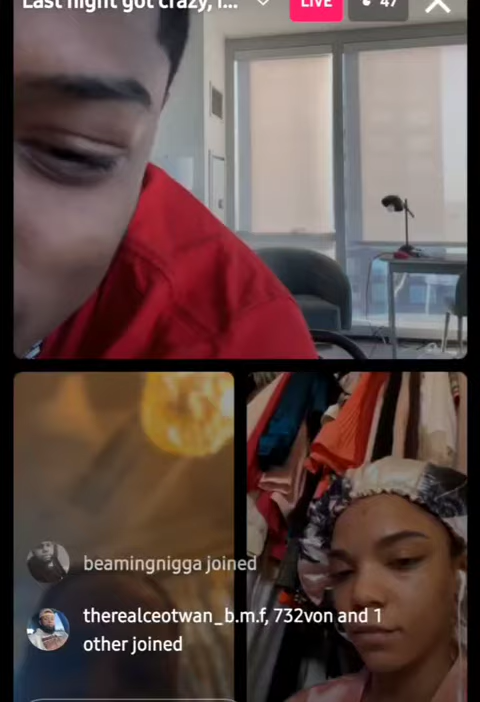 Last night got crazy, I...
LIVE
47
beamingnigga joined
therealceotwan_b.m.f, 732von and 1
other joined